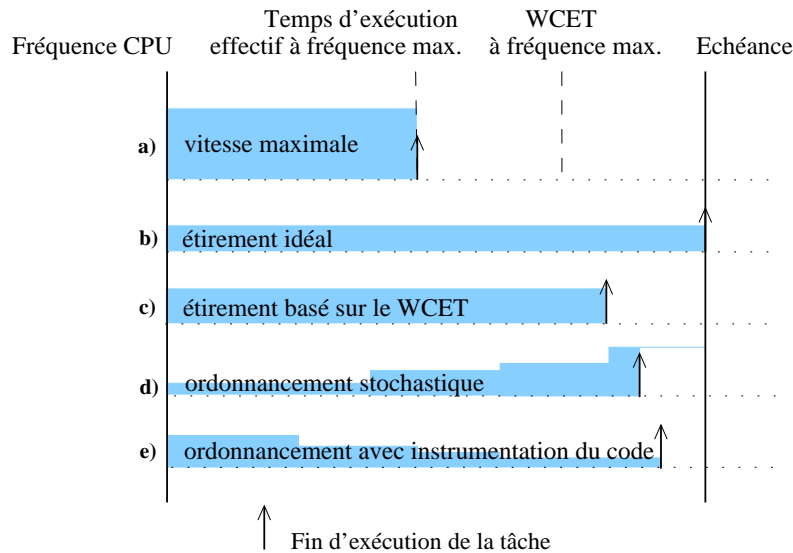 Temps d'exécution
WCET
Fréquence CPU
effectif à fréquence max.
à fréquence max.
Echéance
a) vitesse maximale
b) étirement idéal
c) étirement basé sur le WCET
d) ordonnancement stochastique
e) ordonnancement avec instrumentation du code
Fin d'exécution de la tâche